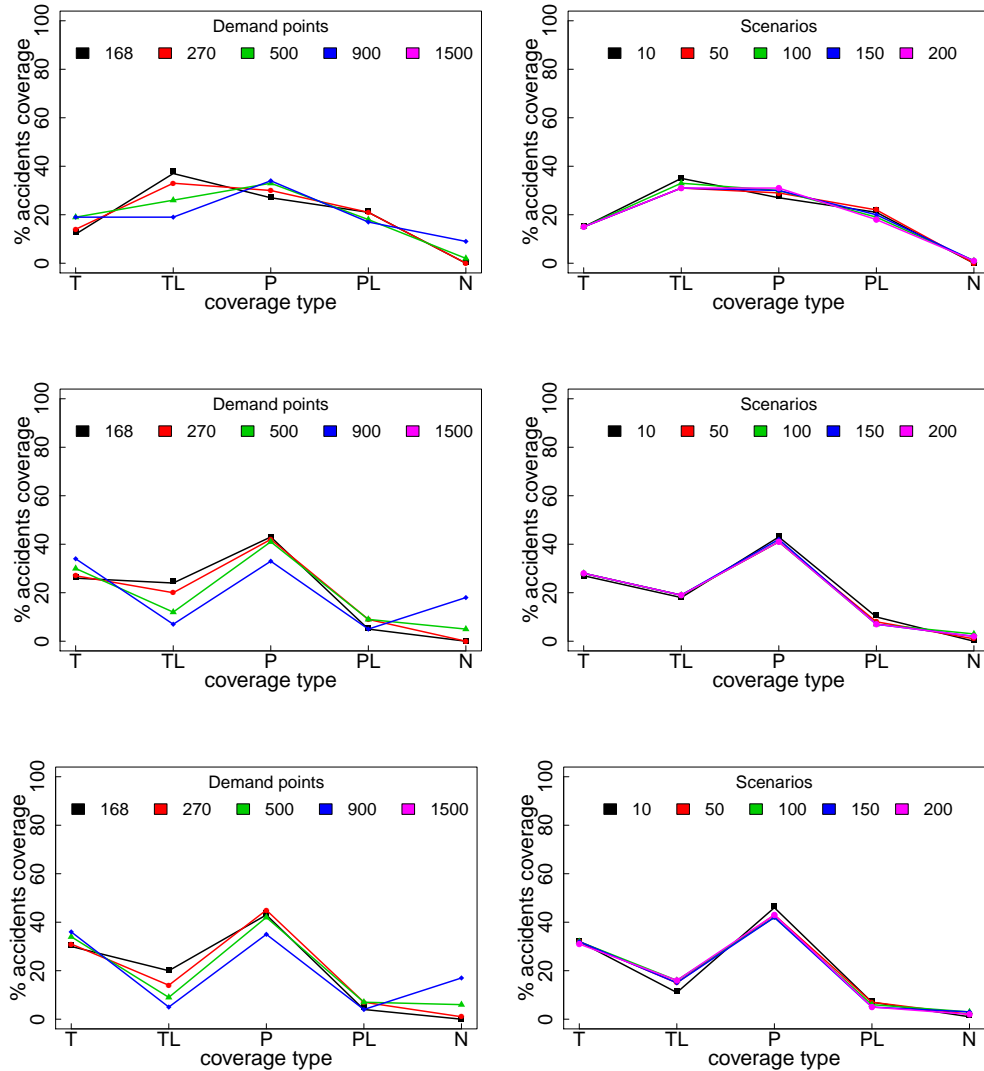 Demand points
168 270 500 900 1500
% accidents coverage
0 20 40 60 80 100
T TL P PL N
coverage type
Scenarios
10 50 100 150 200
% accidents coverage
0 20 40 60 80 100
T TL P PL N
coverage type
Demand points
168 270 500 900 1500
% accidents coverage
0 20 40 60 80 100
T TL P PL N
coverage type
Scenarios
10 50 100 150 200
% accidents coverage
0 20 40 60 80 100
T TL P PL N
coverage type
Demand points
168 270 500 900 1500
% accidents coverage
0 20 40 60 80 100
T TL P PL N
coverage type
Scenarios
10 50 100 150 200
% accidents coverage
0 20 40 60 80 100
T TL P PL N
coverage type